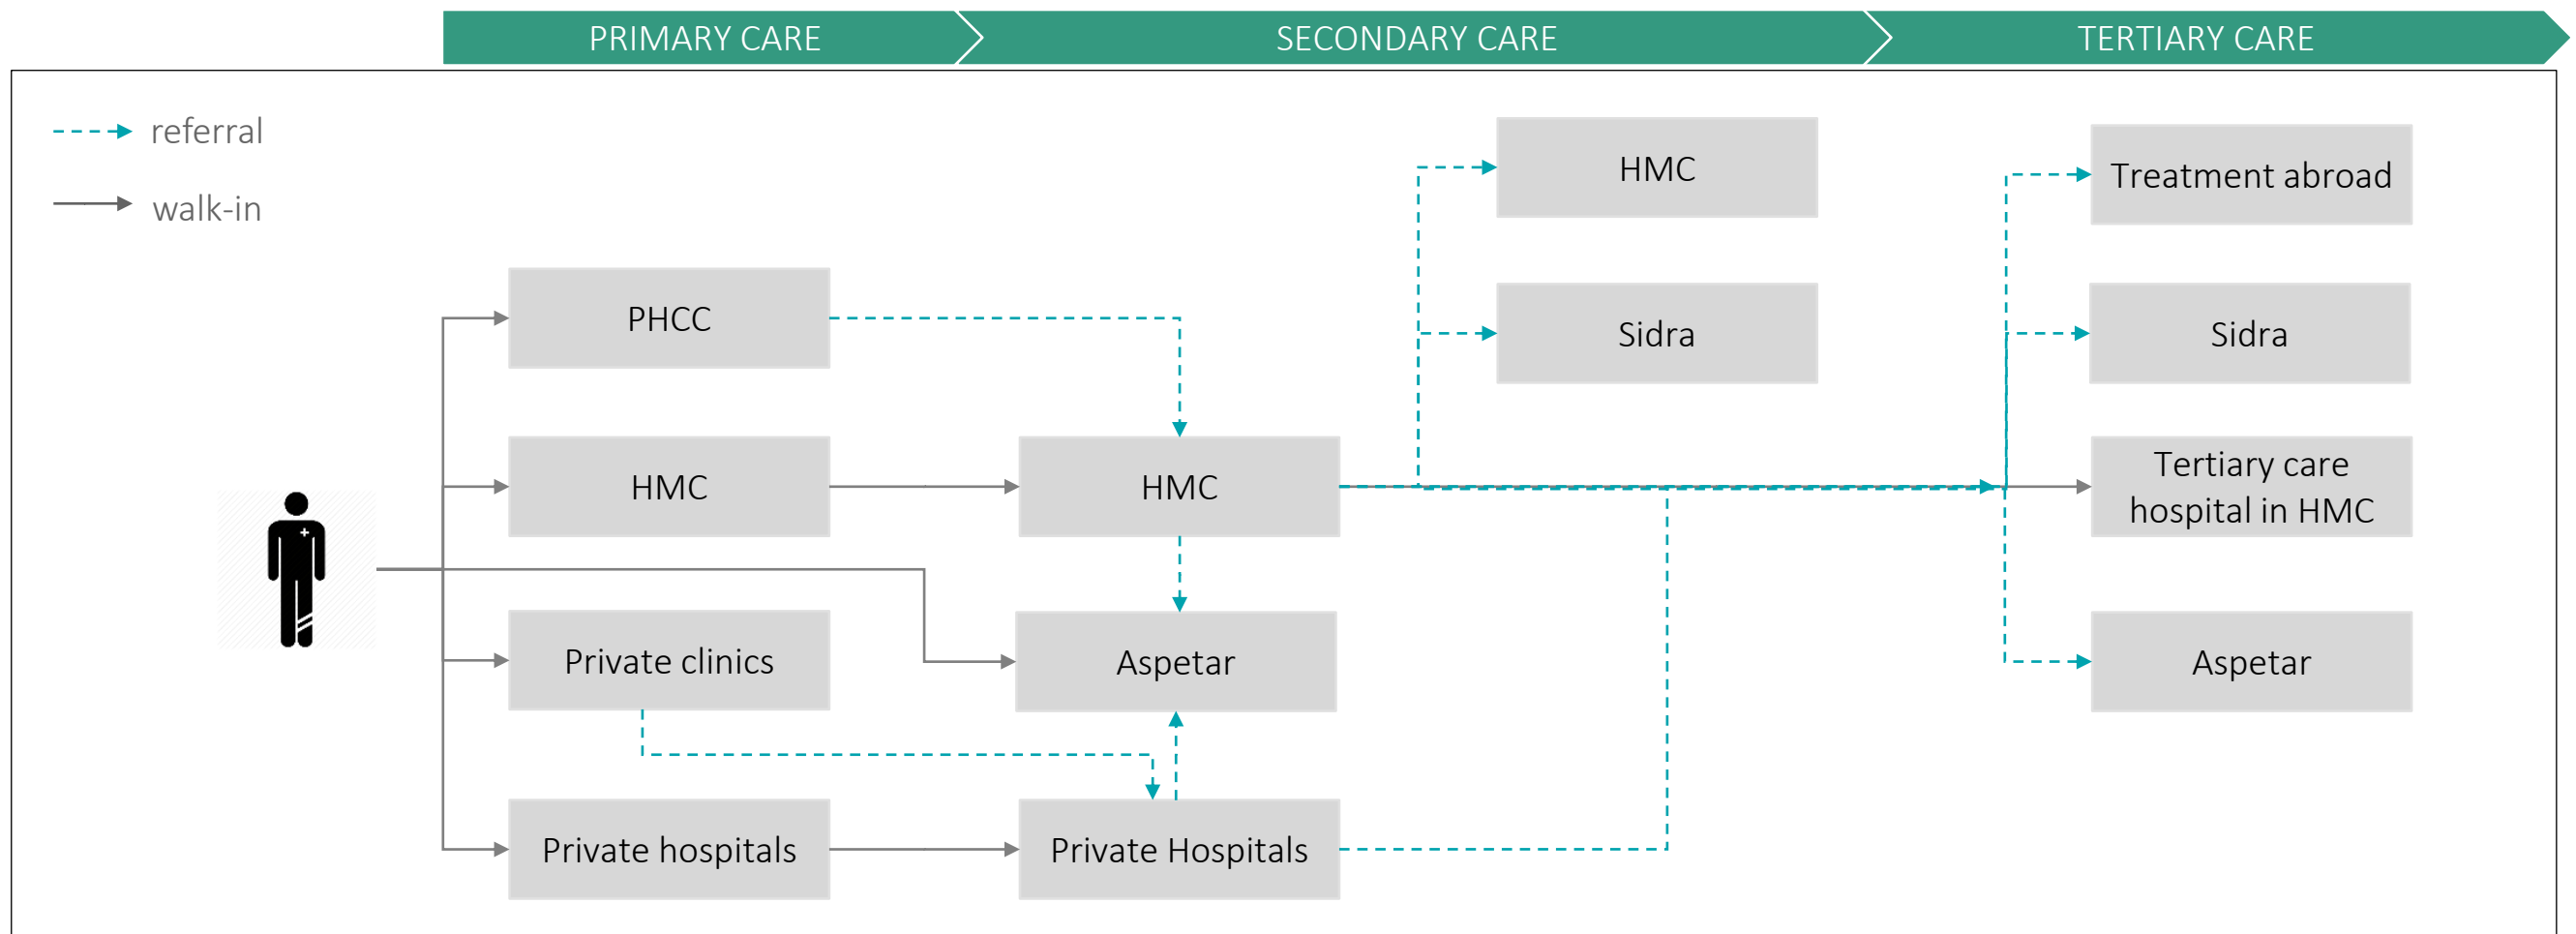 PRIMARY CARE
SECONDARY CARE
TERTIARY CARE
referral
walk-in
HMC
Treatment abroad
PHCC
Sidra
Sidra
HMC
HMC
Tertiary care
hospital in HMC
Private clinics
Aspetar
Aspetar
Private hospitals
Private Hospitals